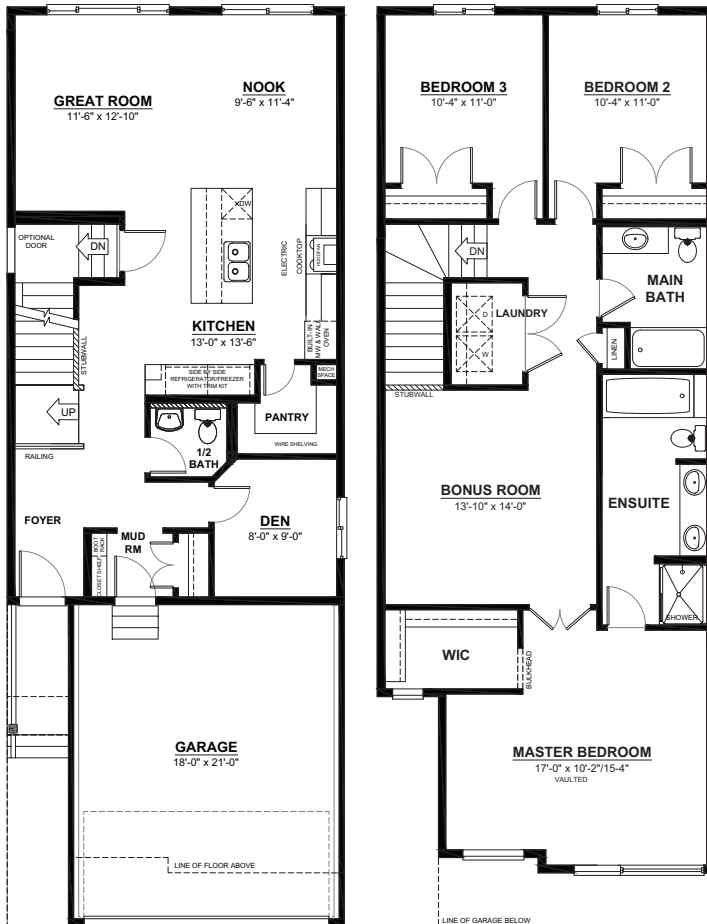 GREAT ROOM
11'-6" x 12'-10"
NOOK
9'-6" x 11'-4"
OPTIONAL
DOOR
DN
DW
ELECTRIC
COOKTOP
HOODFAN
KITCHEN
13'-0" x 13'-6"
BUILT-IN
MW & WALL
OVEN
STUBWALL
SIDE BY SIDE
REFRIGERATOR/FREEZER
WITH TRIM KIT
MECH
SPACE
UP
PANTRY
WIRE SHELVING
RAILING
1/2
BATH
FOYER
MUD
RM
BOOT
RACK
CLOSET SHELF
DEN
8'-0" x 9'-0"
GARAGE
18'-0" x 21'-0"
LINE OF FLOOR ABOVE
BEDROOM 3
10'-4" x 11'-0"
BEDROOM 2
10'-4" x 11'-0"
DN
D
LAUNDRY
W
MAIN
BATH
LINEN
STUBWALL
BONUS ROOM
13'-10" x 14'-0"
ENSUITE
SHOWER
WIC
BULKHEAD
MASTER BEDROOM
17'-0" x 10'-2"/15'-4"
VAULTED
LINE OF GARAGE BELOW